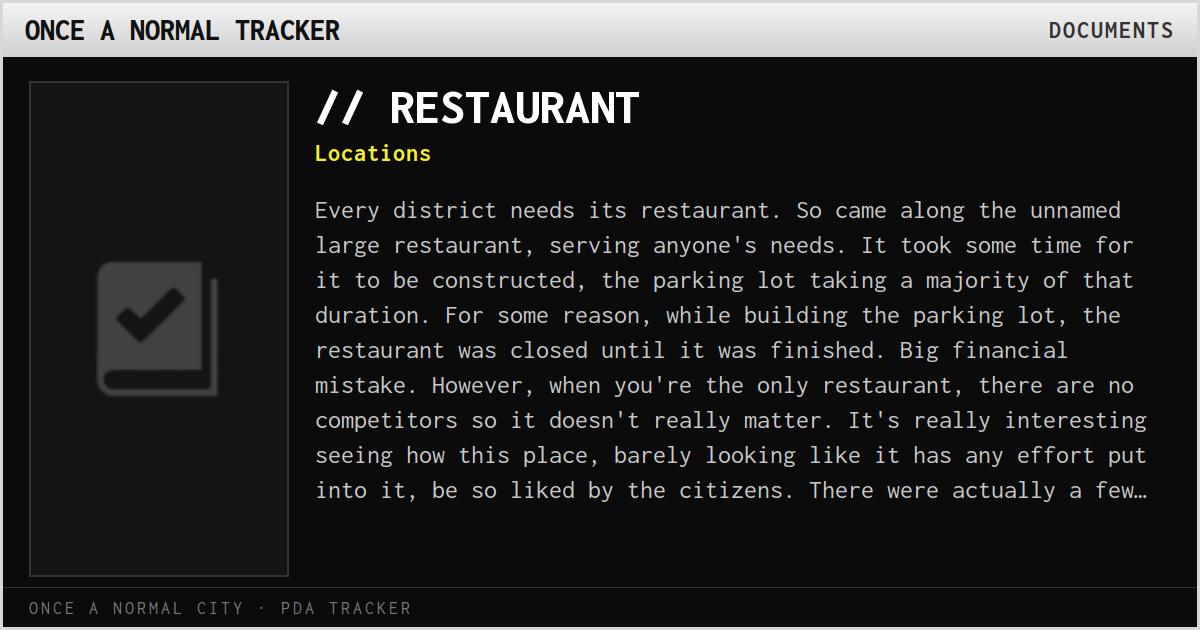 ONCE A NORMAL TRACKER
DOCUMENTS
// RESTAURANT
Locations
Every district needs its restaurant. So came along the unnamed
large restaurant, serving anyone's needs. It took some time for
it to be constructed, the parking lot taking a majority of that
duration. For some reason, while building the parking lot, the
restaurant was closed until it was finished. Big financial
mistake. However, when you're the only restaurant, there are no
competitors so it doesn't really matter. It's really interesting
seeing how this place, barely looking like it has any effort put
into it, be so liked by the citizens. There were actually a few…
ONCE A NORMAL CITY · PDA TRACKER